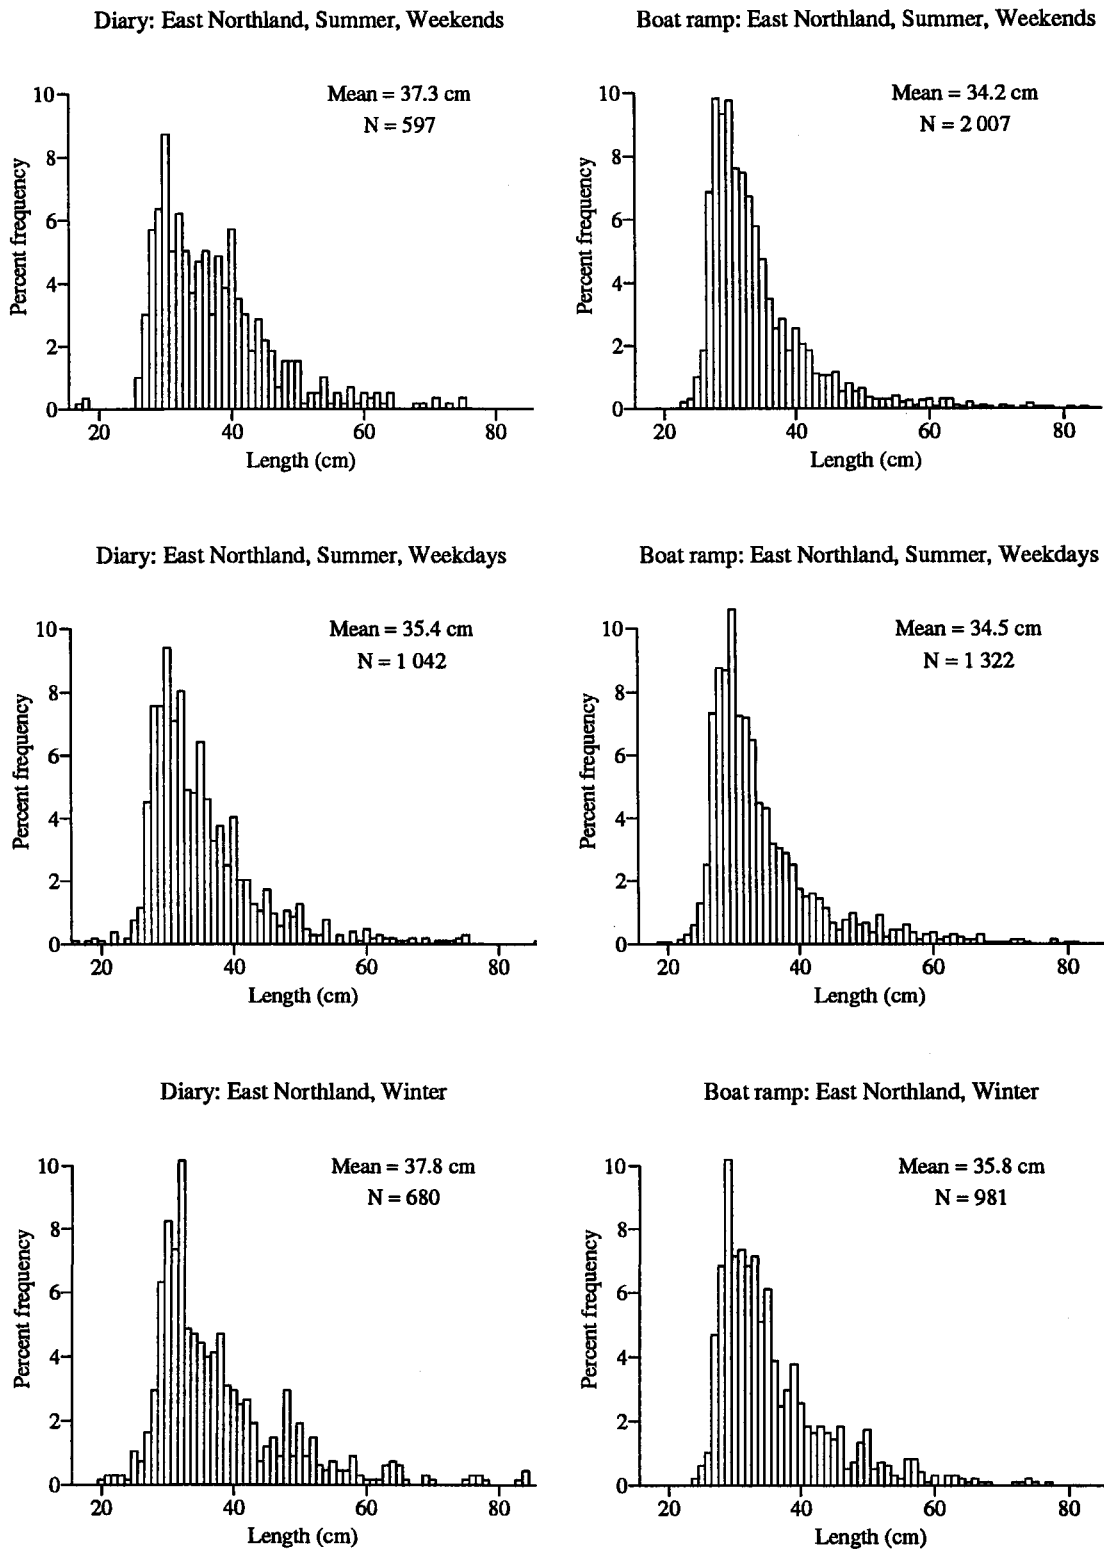 Diary: East Northland, Summer, Weekends
Mean = 37.3 cm
N = 597
Percent frequency
10
8
6
4
2
0
20 40 60 80
Length (cm)
Boat ramp: East Northland, Summer, Weekends
Mean = 34.2 cm
N = 2 007
Percent frequency
10
8
6
4
2
0
20 40 60 80
Length (cm)
Diary: East Northland, Summer, Weekdays
Mean = 35.4 cm
N = 1 042
Percent frequency
10
8
6
4
2
0
20 40 60 80
Length (cm)
Boat ramp: East Northland, Summer, Weekdays
Mean = 34.5 cm
N = 1 322
Percent frequency
10
8
6
4
2
0
20 40 60 80
Length (cm)
Diary: East Northland, Winter
Mean = 37.8 cm
N = 680
Percent frequency
10
8
6
4
2
0
20 40 60 80
Length (cm)
Boat ramp: East Northland, Winter
Mean = 35.8 cm
N = 981
Percent frequency
10
8
6
4
2
0
20 40 60 80
Length (cm)